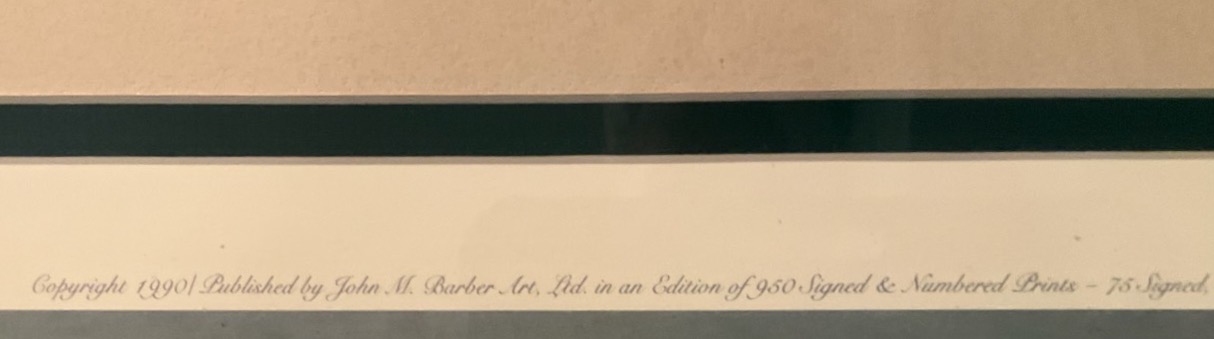 Copyright 1990/ Published by John M. Barber Art, Ltd. in an Edition of 950 Signed & Numbered Prints - 75 Signed,